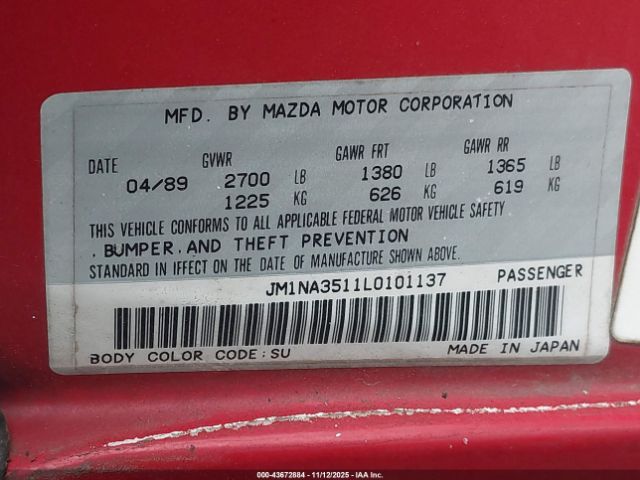 MFD. BY MAZDA MOTOR CORPORATION
DATE GVWR GAWR FRT GAWR RR
04/89 2700 LB 1380 LB 1365 LB
1225 KG 626 KG 619 KG
THIS VEHICLE CONFORMS TO ALL APPLICABLE FEDERAL MOTOR VEHICLE SAFETY
, BUMPER, AND THEFT PREVENTION
STANDARD IN EFFECT ON THE DATE OF MANUFACTURE SHOWN ABOVE.
JM1NA3511L0101137 PASSENGER
BODY COLOR CODE: SU MADE IN JAPAN
000-43672884 - 11/12/2025 - IAAI.COM